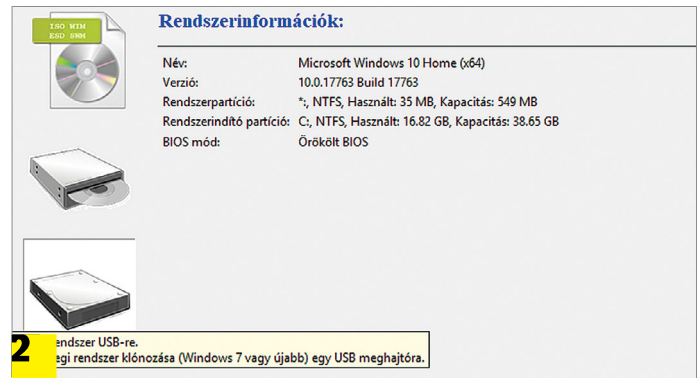 ISO WIM
ESD SWM
Rendszerinformációk:
Név: Microsoft Windows 10 Home (x64)
Verzió: 10.0.17763 Build 17763
Rendszerpartíció: *:, NTFS, Használt: 35 MB, Kapacitás: 549 MB
Rendszerindító partíció: C:, NTFS, Használt: 16.82 GB, Kapacitás: 38.65 GB
BIOS mód: Örökölt BIOS
2
endszer USB-re.
egi rendszer klónozása (Windows 7 vagy újabb) egy USB meghajtóra.